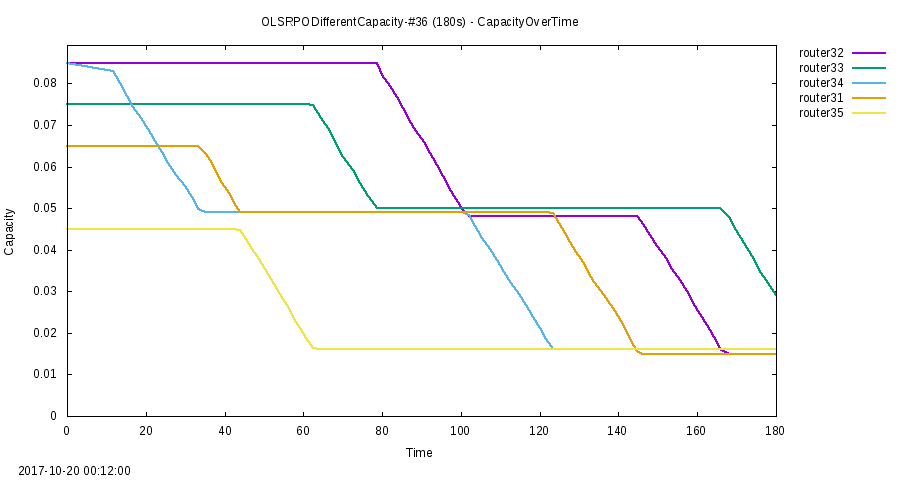 OLSRPODifferentCapacity-#36 (180s) - CapacityOverTime
router32
router33
router34
router31
router35
0.08
0.07
0.06
0.05
0.04
0.03
0.02
0.01
0
Capacity
0 20 40 60 80 100 120 140 160 180
Time
2017-10-20 00:12:00